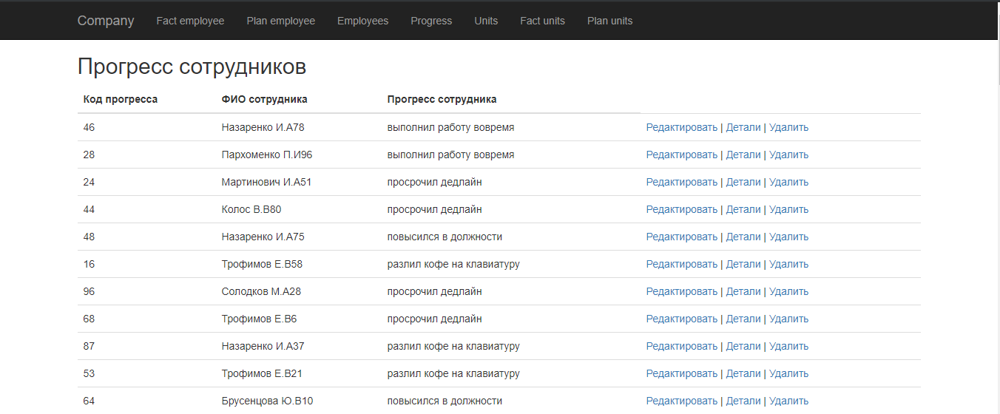 Company Fact employee Plan employee Employees Progress Units Fact units Plan units
Прогресс сотрудников
Код прогресса ФИО сотрудника Прогресс сотрудника
46 Назаренко И.А78 выполнил работу вовремя Редактировать | Детали | Удалить
28 Пархоменко П.И96 выполнил работу вовремя Редактировать | Детали | Удалить
24 Мартинович И.А51 просрочил дедлайн Редактировать | Детали | Удалить
44 Колос В.В80 просрочил дедлайн Редактировать | Детали | Удалить
48 Назаренко И.А75 повысился в должности Редактировать | Детали | Удалить
16 Трофимов Е.В58 разлил кофе на клавиатуру Редактировать | Детали | Удалить
96 Солодков М.А28 просрочил дедлайн Редактировать | Детали | Удалить
68 Трофимов Е.В6 просрочил дедлайн Редактировать | Детали | Удалить
87 Назаренко И.А37 разлил кофе на клавиатуру Редактировать | Детали | Удалить
53 Трофимов Е.В21 разлил кофе на клавиатуру Редактировать | Детали | Удалить
64 Брусенцова Ю.В10 повысился в должности Редактировать | Детали | Удалить